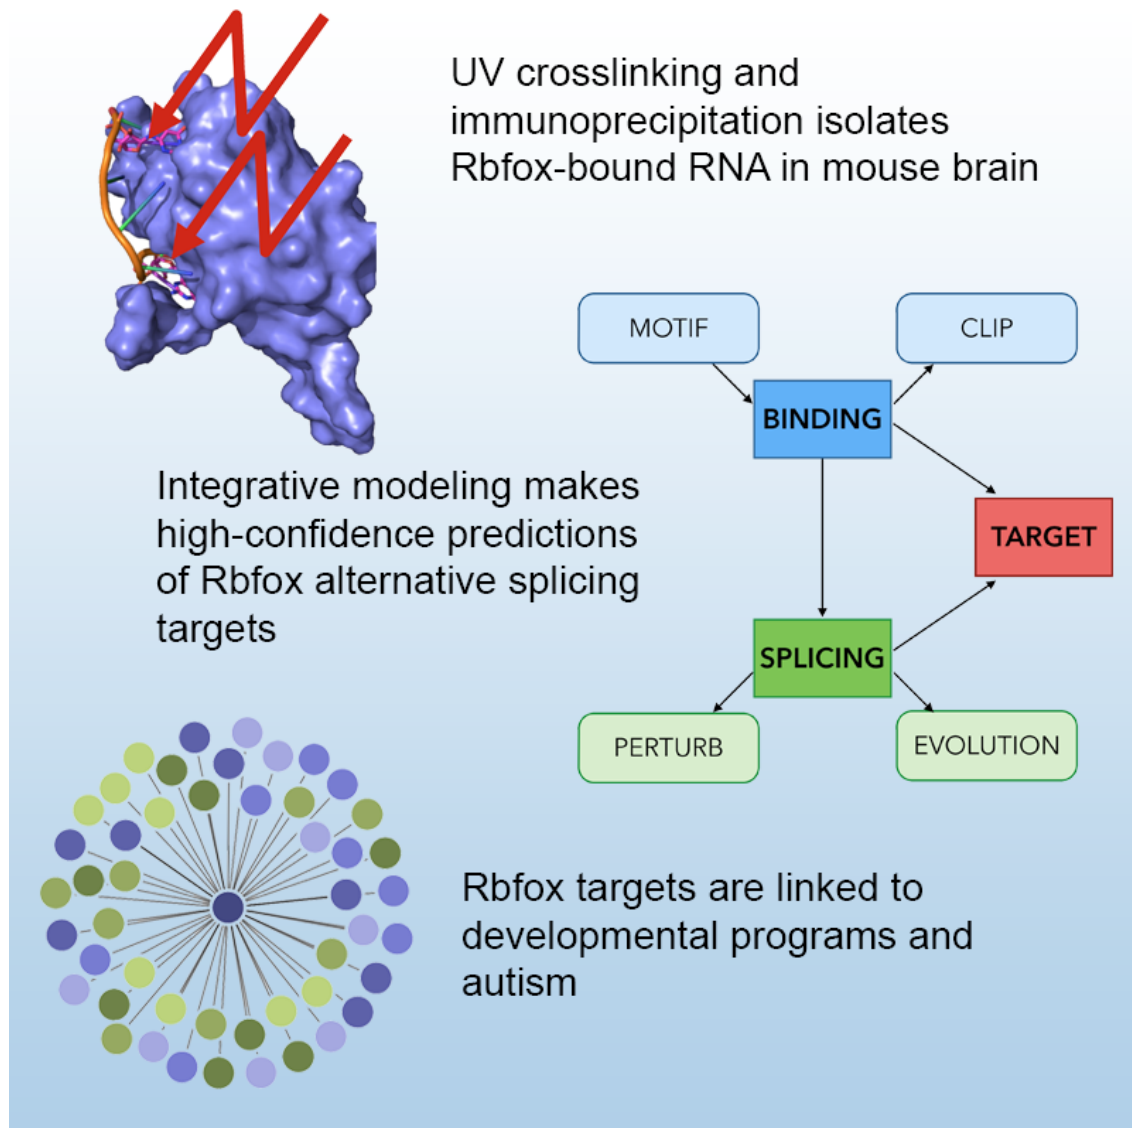 UV crosslinking and
immunoprecipitation isolates
Rbfox-bound RNA in mouse brain
MOTIF
CLIP
BINDING
TARGET
SPLICING
PERTURB
EVOLUTION
Integrative modeling makes
high-confidence predictions
of Rbfox alternative splicing
targets
Rbfox targets are linked to
developmental programs and
autism